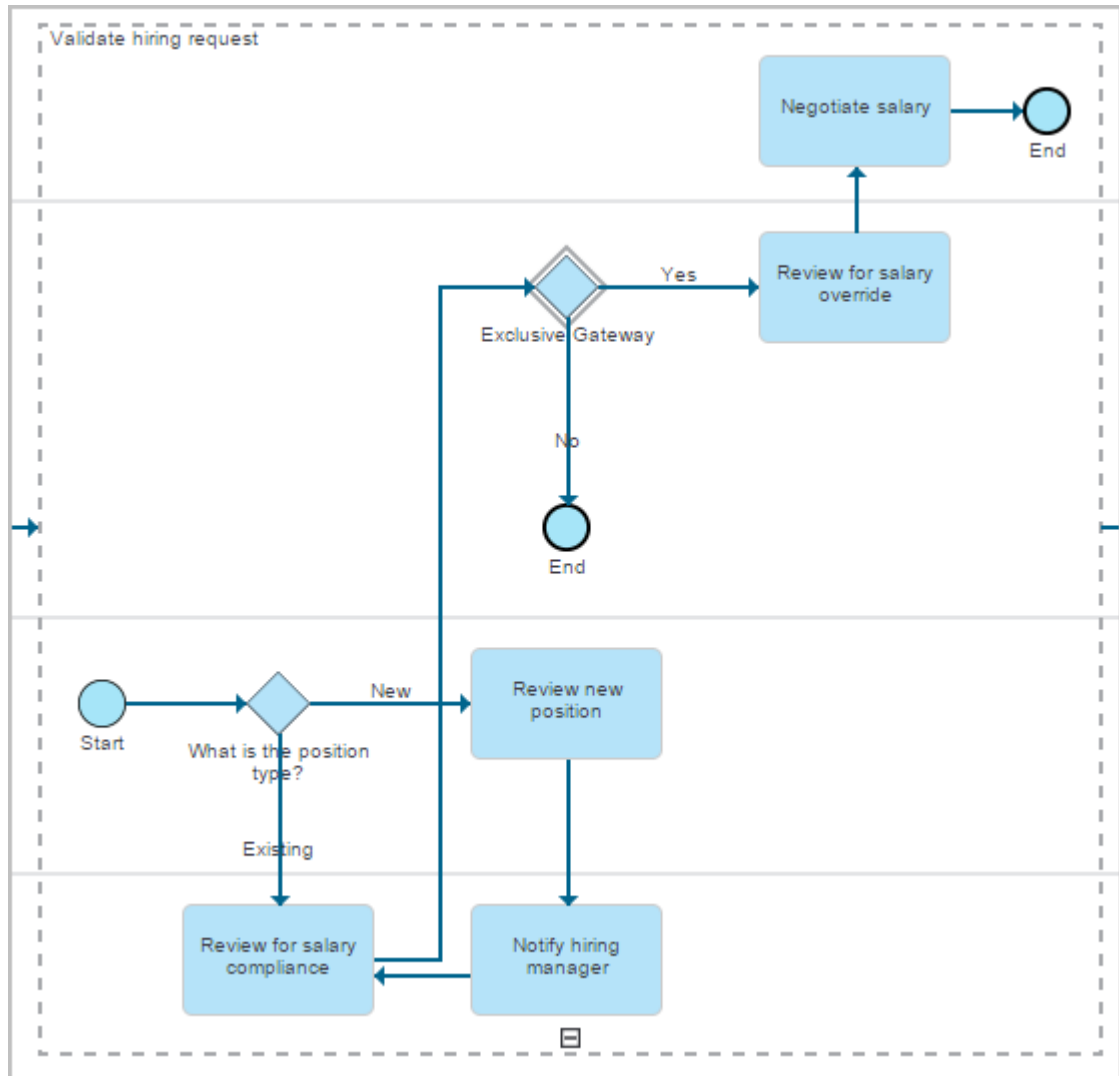 Validate hiring request
Negotiate salary
End
Yes
Review for salary
override
Exclusive Gateway
No
End
New
Review new
position
Start
What is the position
type?
Existing
Review for salary
compliance
Notify hiring
manager